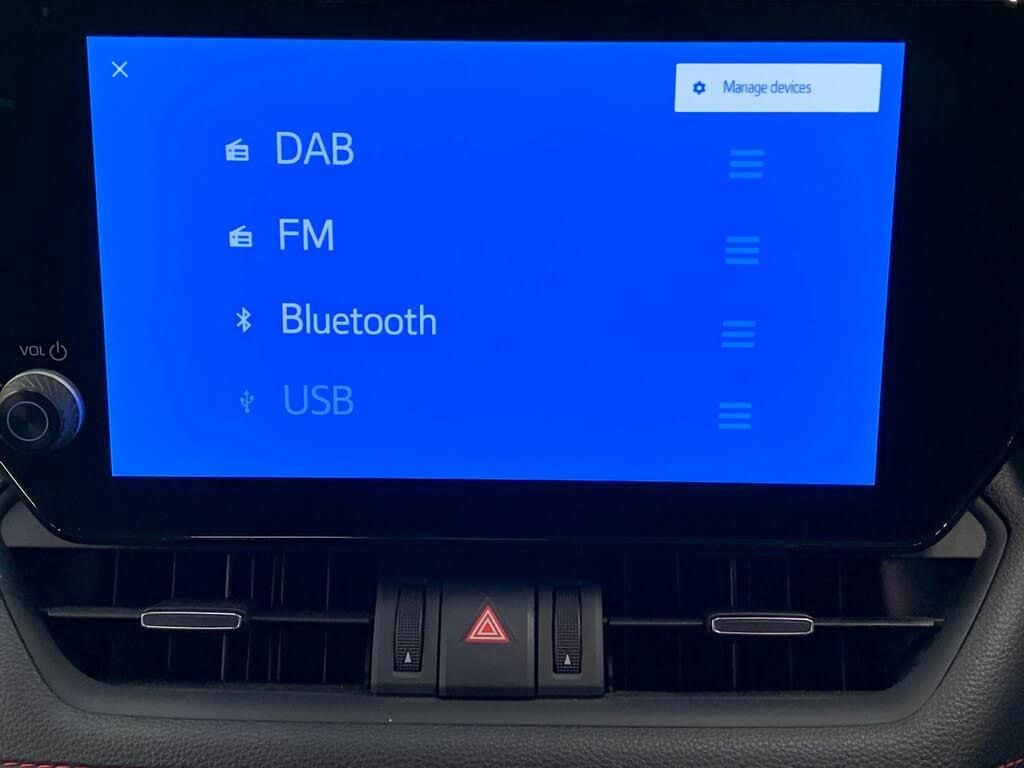 Manage devices
DAB
FM
Bluetooth
USB
VOL